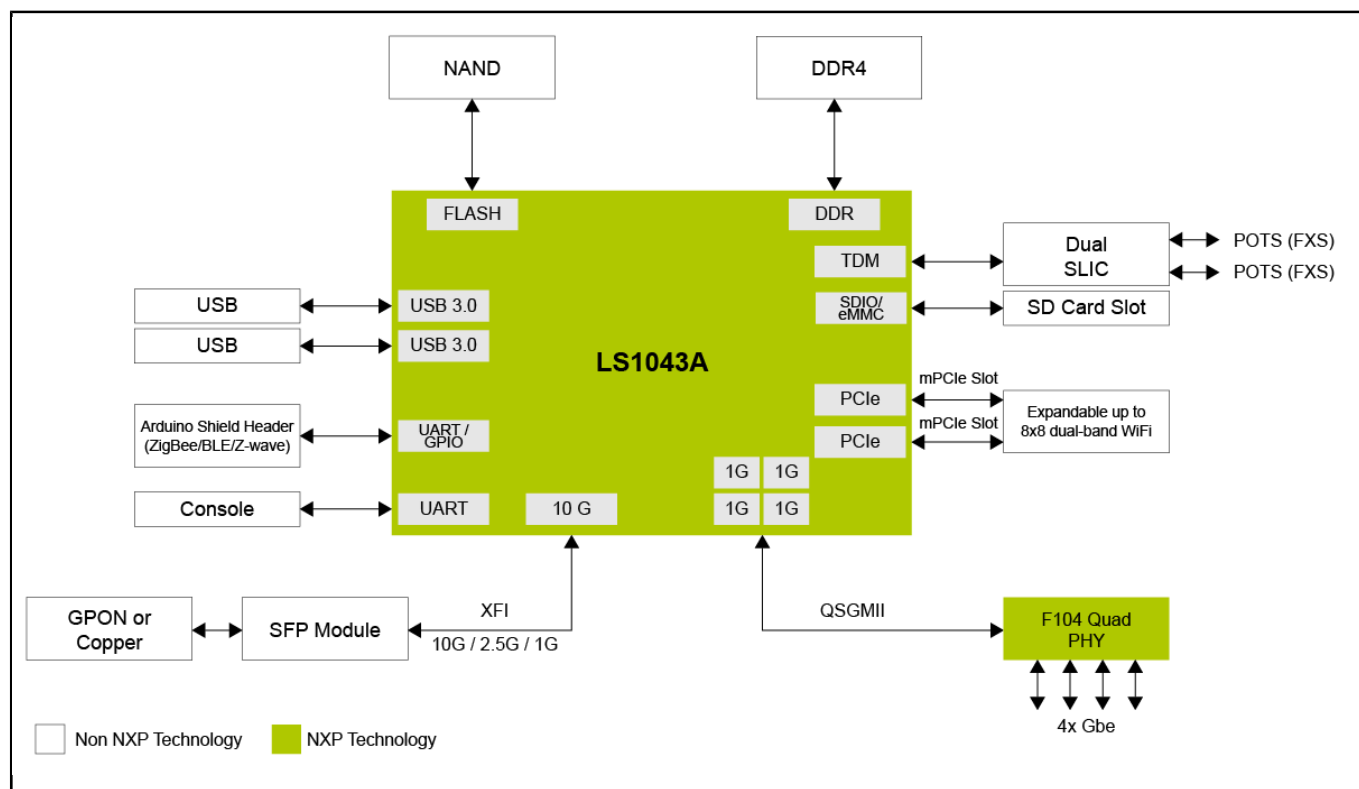 NAND
DDR4
FLASH
DDR
TDM
Dual
SLIC
POTS (FXS)
POTS (FXS)
USB
USB 3.0
SDIO/
eMMC
SD Card Slot
USB
USB 3.0
LS1043A
mPCIe Slot
PCIe
mPCIe Slot
PCIe
Expandable up to
8x8 dual-band WiFi
Arduino Shield Header
(ZigBee/BLE/Z-wave)
UART /
GPIO
1G 1G
Console
UART
10 G
1G 1G
GPON or
Copper
SFP Module
XFI
10G / 2.5G / 1G
QSGMII
F104 Quad
PHY
4x Gbe
Non NXP Technology
NXP Technology